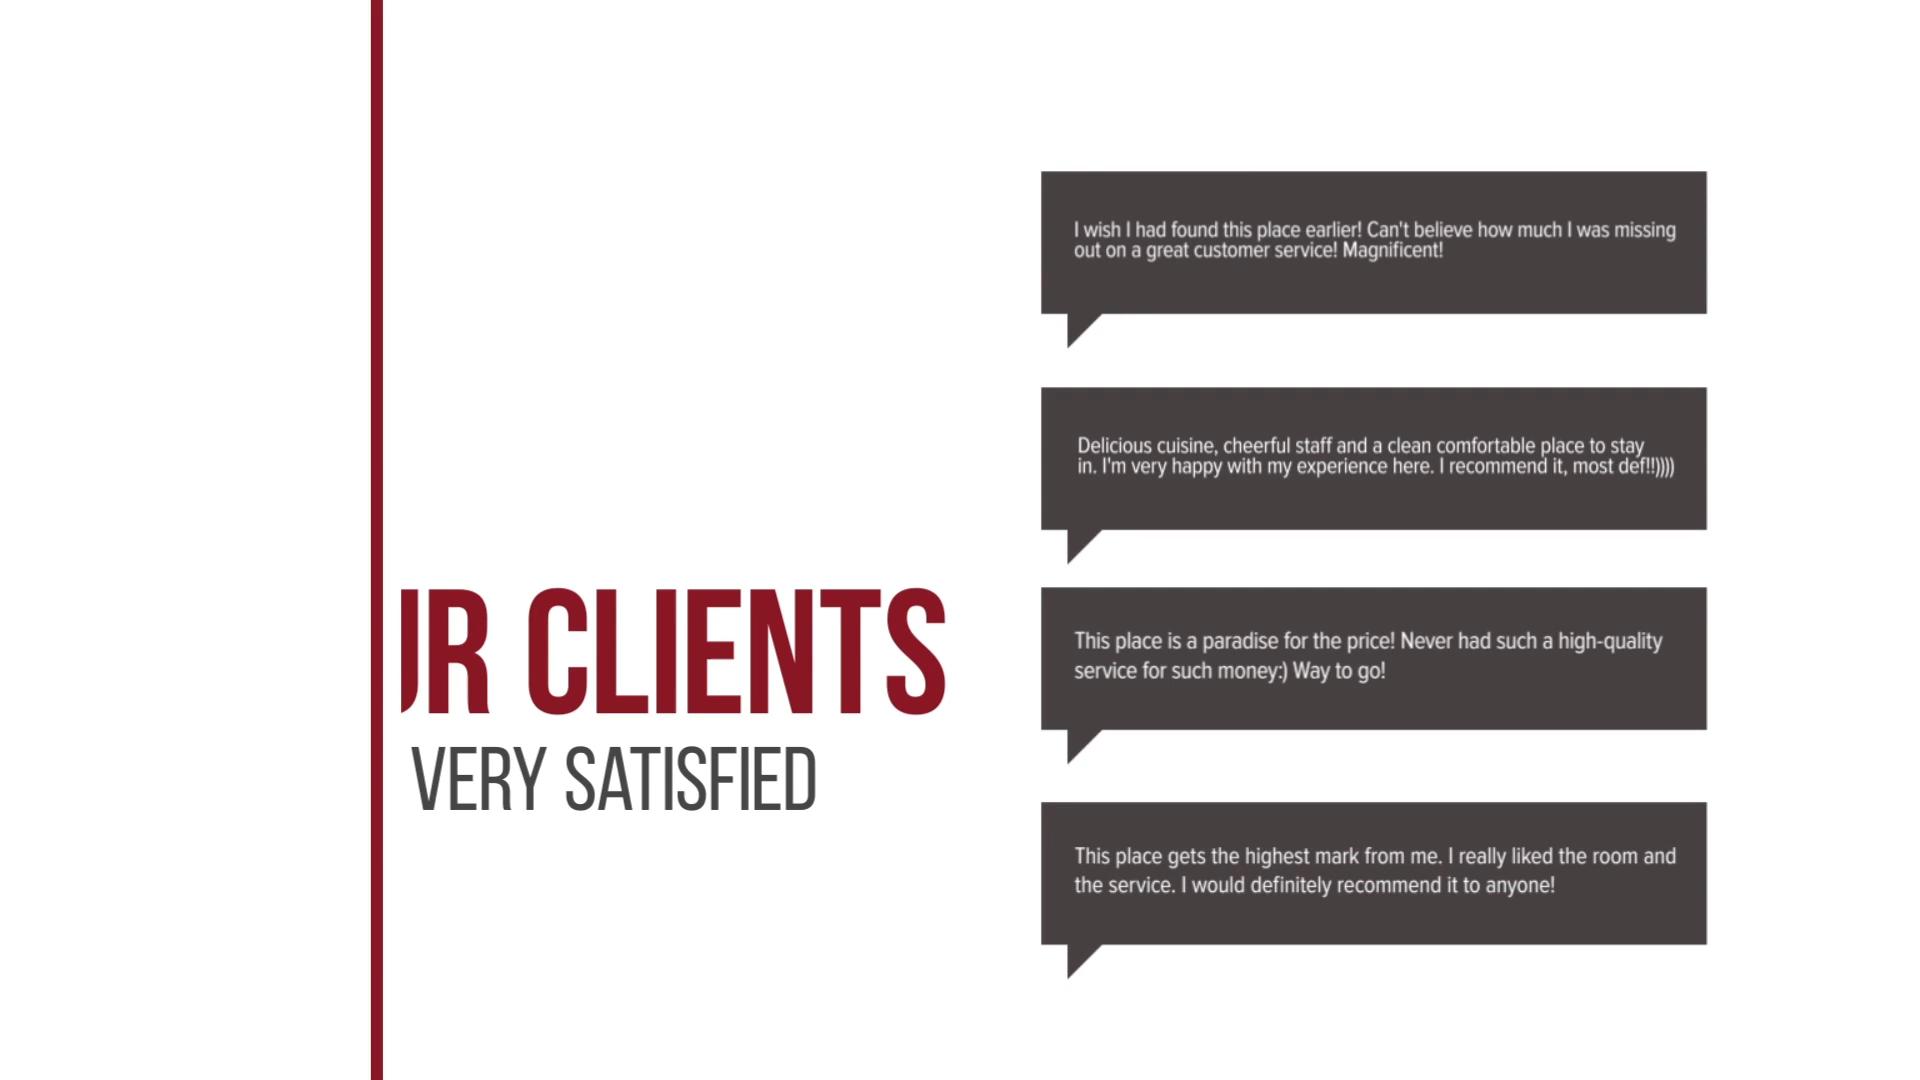 UR CLIENTS
VERY SATISFIED
I wish I had found this place earlier! Can't believe how much I was missing
out on a great customer service! Magnificent!
Delicious cuisine, cheerful staff and a clean comfortable place to stay
in. I'm very happy with my experience here. I recommend it, most def!!))))
This place is a paradise for the price! Never had such a high-quality
service for such money:) Way to go!
This place gets the highest mark from me. I really liked the room and
the service. I would definitely recommend it to anyone!